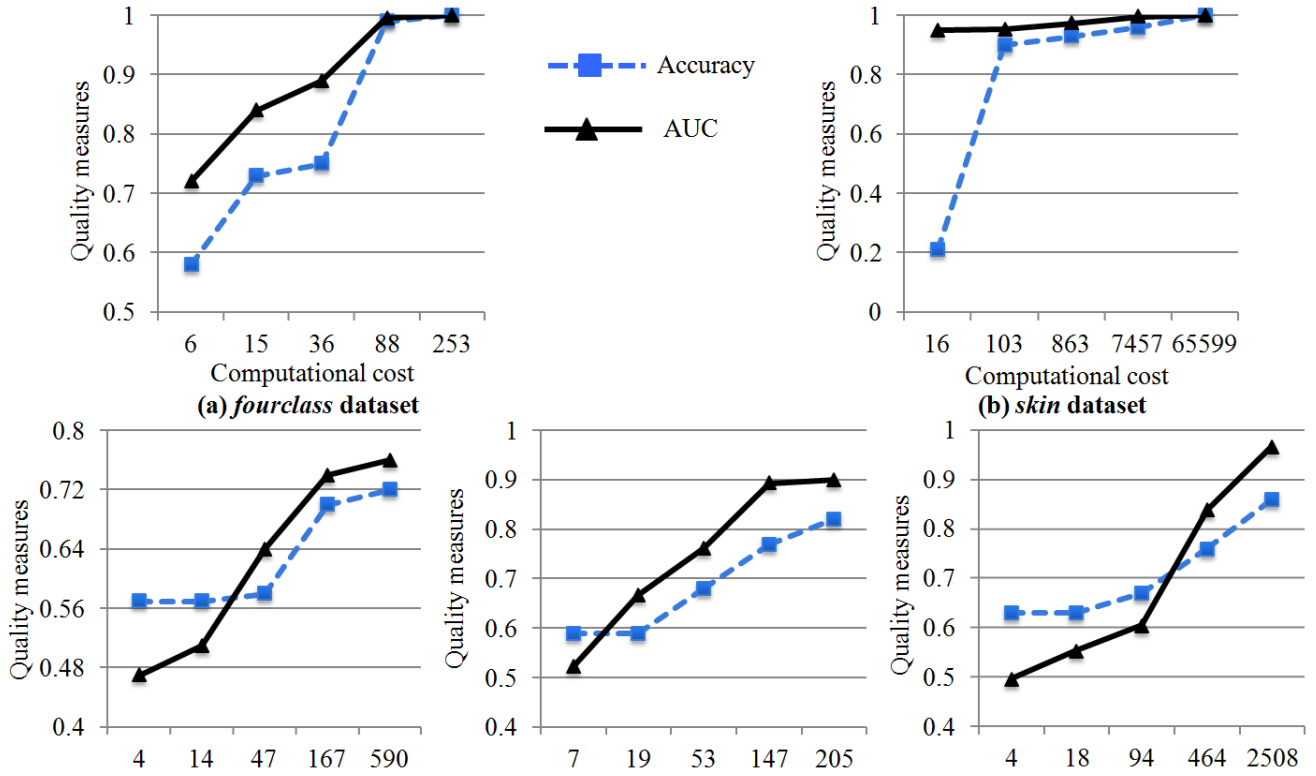 Quality measures
1
0.9
0.8
0.7
0.6
0.5
6 15 36 88 253
Computational cost
(a) fourclass dataset
Accuracy
AUC
Quality measures
1
0.8
0.6
0.4
0.2
0
16 103 863 7457 65599
Computational cost
(b) skin dataset
Quality measures
0.8
0.72
0.64
0.56
0.48
0.4
4 14 47 167 590
Quality measures
1
0.9
0.8
0.7
0.6
0.5
0.4
7 19 53 147 205
Quality measures
1
0.9
0.8
0.7
0.6
0.5
0.4
4 18 94 464 2508